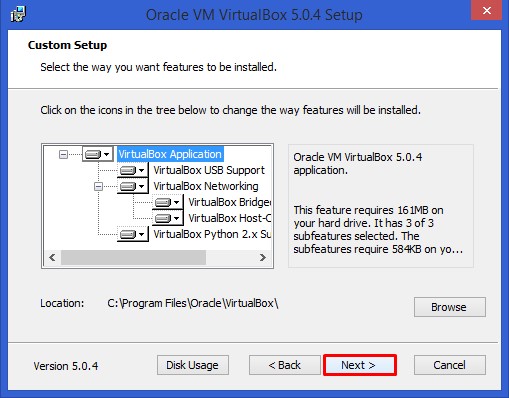 Oracle VM VirtualBox 5.0.4 Setup
Custom Setup
Select the way you want features to be installed.
Click on the icons in the tree below to change the way features will be installed.
VirtualBox Application
VirtualBox USB Support
VirtualBox Networking
VirtualBox Bridge
VirtualBox Host-C
VirtualBox Python 2.x Su
Oracle VM VirtualBox 5.0.4
application.
This feature requires 161MB on
your hard drive. It has 3 of 3
subfeatures selected. The
subfeatures require 584KB on yo...
Location: C:\Program Files\Oracle\VirtualBox\
Browse
Version 5.0.4 Disk Usage < Back Next > Cancel